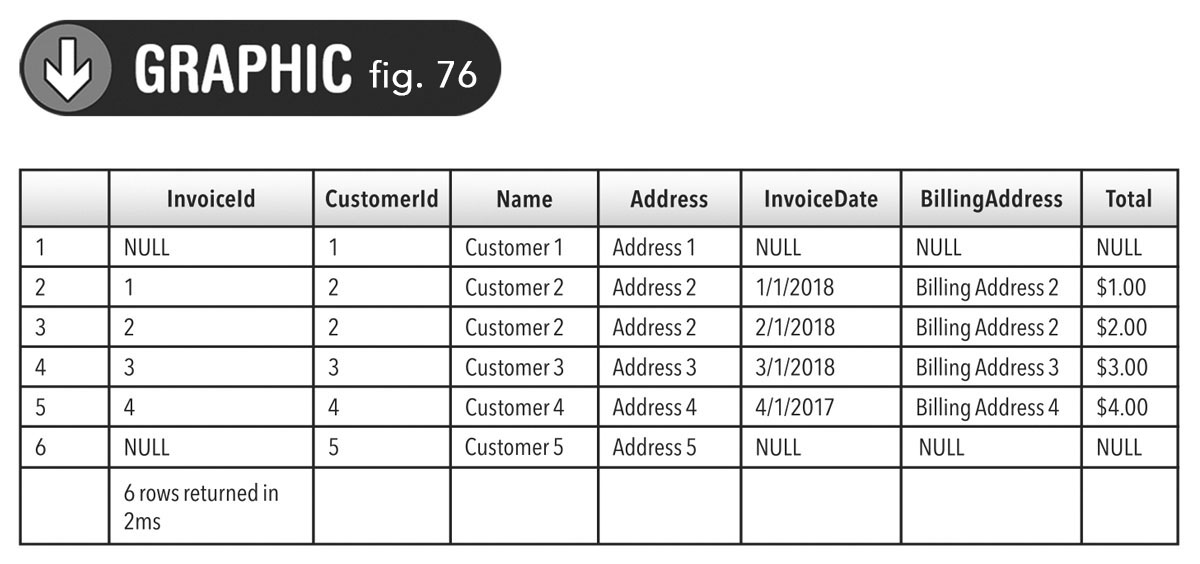 GRAPHIC fig. 76
InvoiceId CustomerId Name Address InvoiceDate BillingAddress Total
1 NULL 1 Customer 1 Address 1 NULL NULL NULL
2 1 2 Customer 2 Address 2 1/1/2018 Billing Address 2 $1.00
3 2 2 Customer 2 Address 2 2/1/2018 Billing Address 2 $2.00
4 3 3 Customer 3 Address 3 3/1/2018 Billing Address 3 $3.00
5 4 4 Customer 4 Address 4 4/1/2017 Billing Address 4 $4.00
6 NULL 5 Customer 5 Address 5 NULL NULL NULL
6 rows returned in
2ms